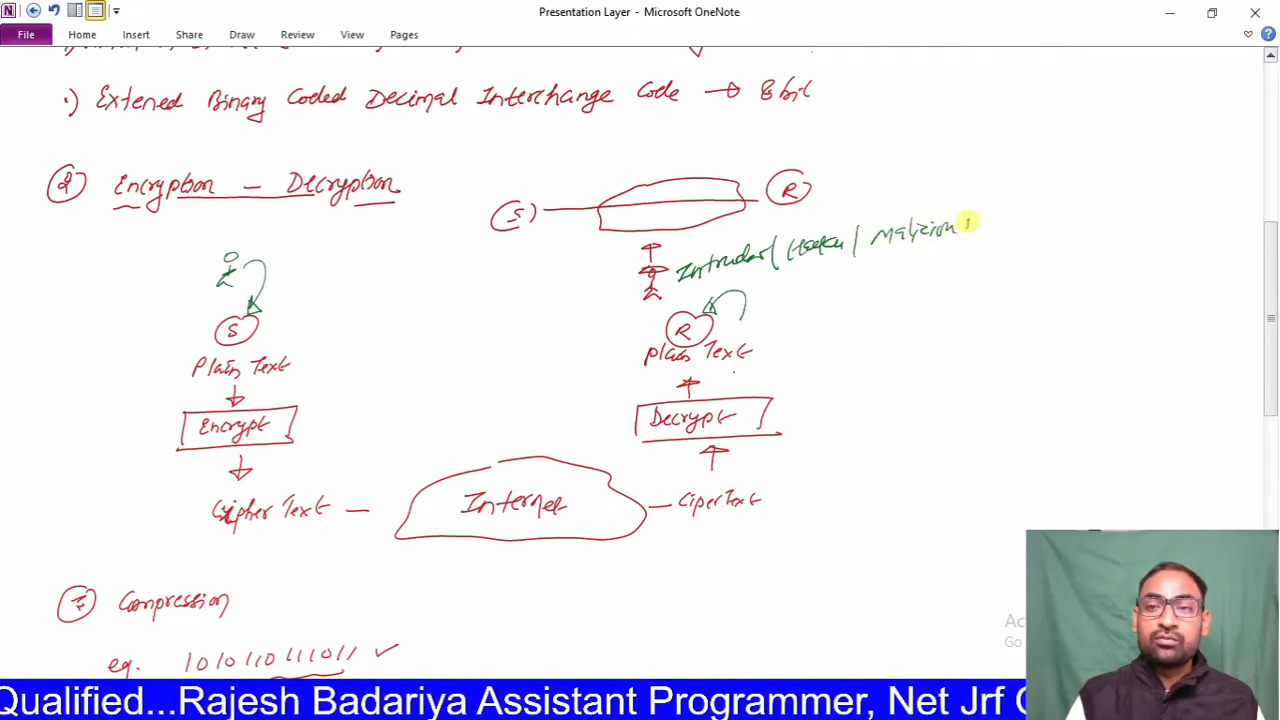 Presentation Layer - Microsoft OneNote
File Home Insert Share Draw Review View Pages
.) Extened Binary Coded Decimal Interchange Code → 8 bit
2) Encryption - Decryption
S R
Intruder / Hacker / Malicious
S R
Plain Text Plain Text
Encrypt Decrypt
Cipher Text - Internet - CiperText
Compression
eg. 1010110111011 ✓
Qualified...Rajesh Badariya Assistant Programmer, Net Jrf